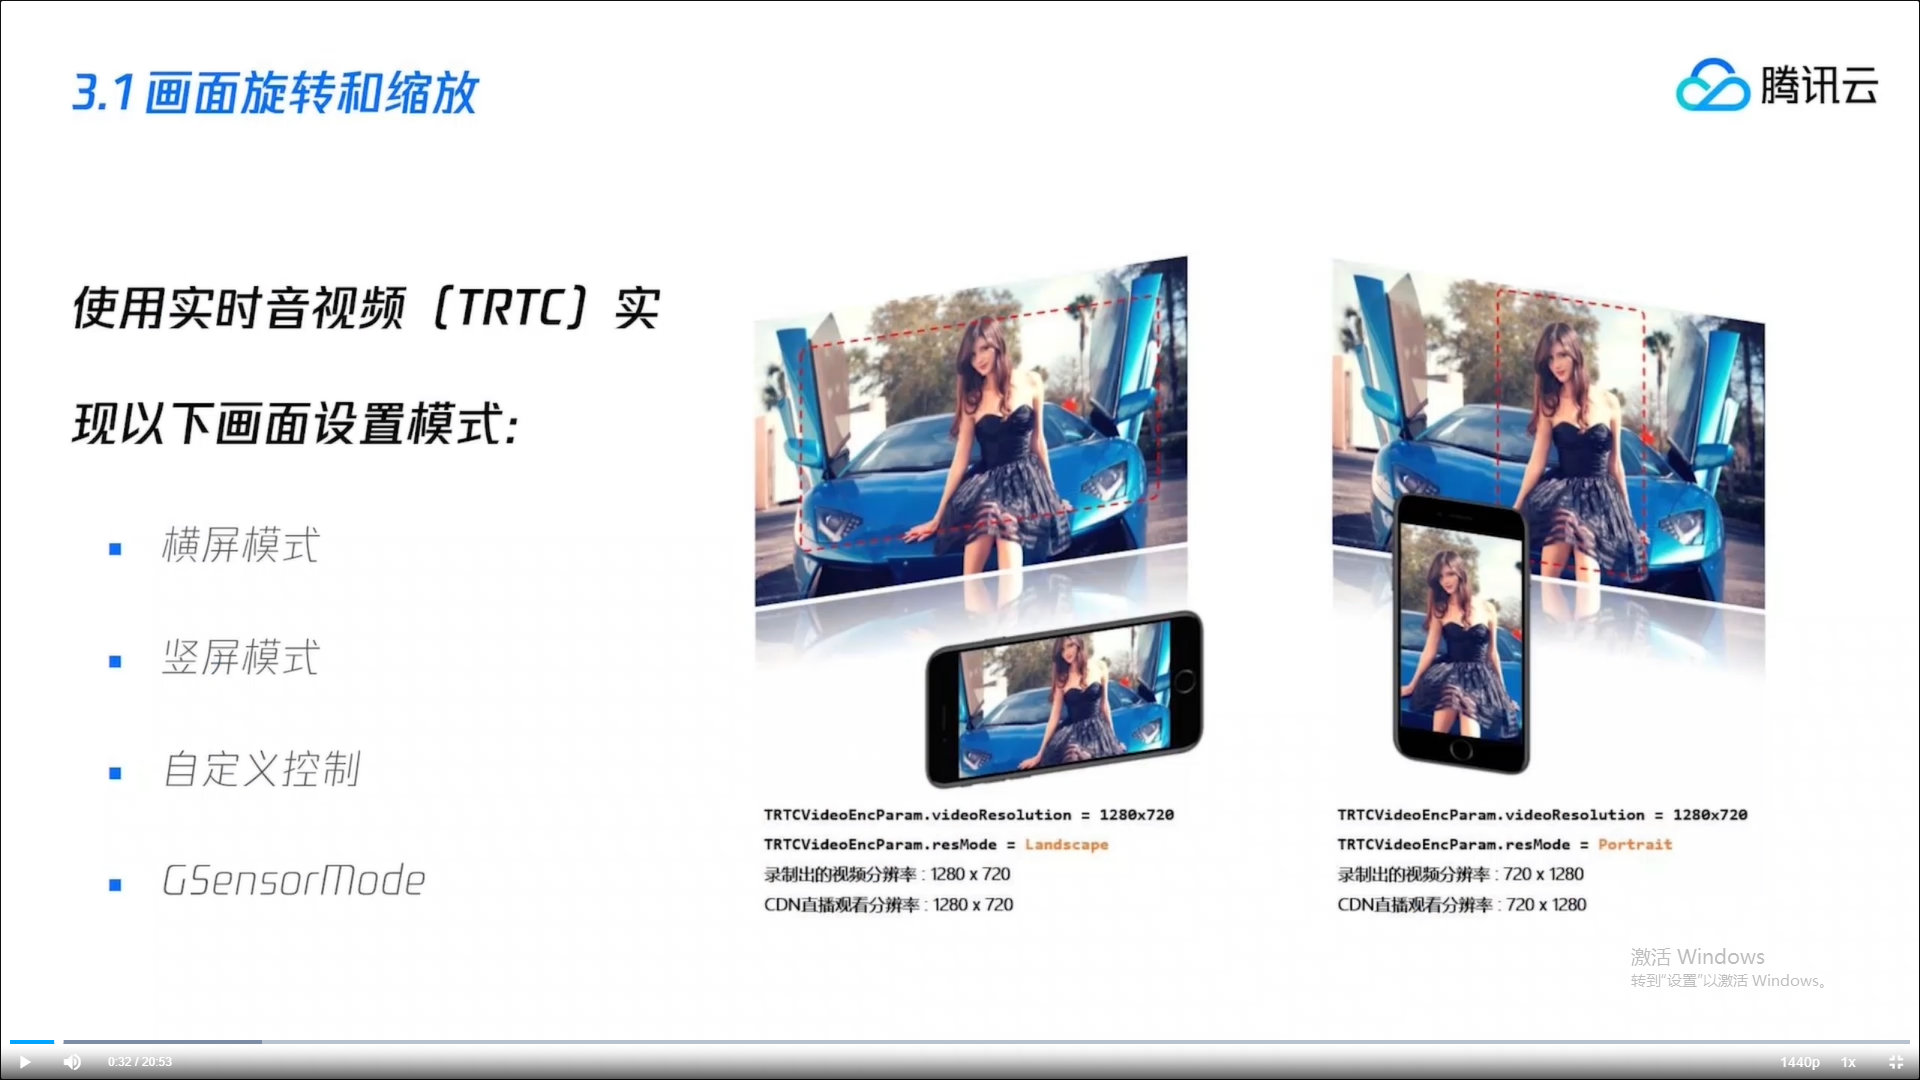 3.1 画面旋转和缩放
腾讯云
使用实时音视频（TRTC）实
现以下画面设置模式:
横屏模式
竖屏模式
自定义控制
GSensorMode
TRTCVideoEncParam.videoResolution = 1280x720
TRTCVideoEncParam.resMode = Landscape
录制出的视频分辨率 : 1280 x 720
CDN直播观看分辨率 : 1280 x 720
TRTCVideoEncParam.videoResolution = 1280x720
TRTCVideoEncParam.resMode = Portrait
录制出的视频分辨率 : 720 x 1280
CDN直播观看分辨率 : 720 x 1280
激活 Windows
转到“设置”以激活 Windows。
0:32 / 20:53
1440p
1x